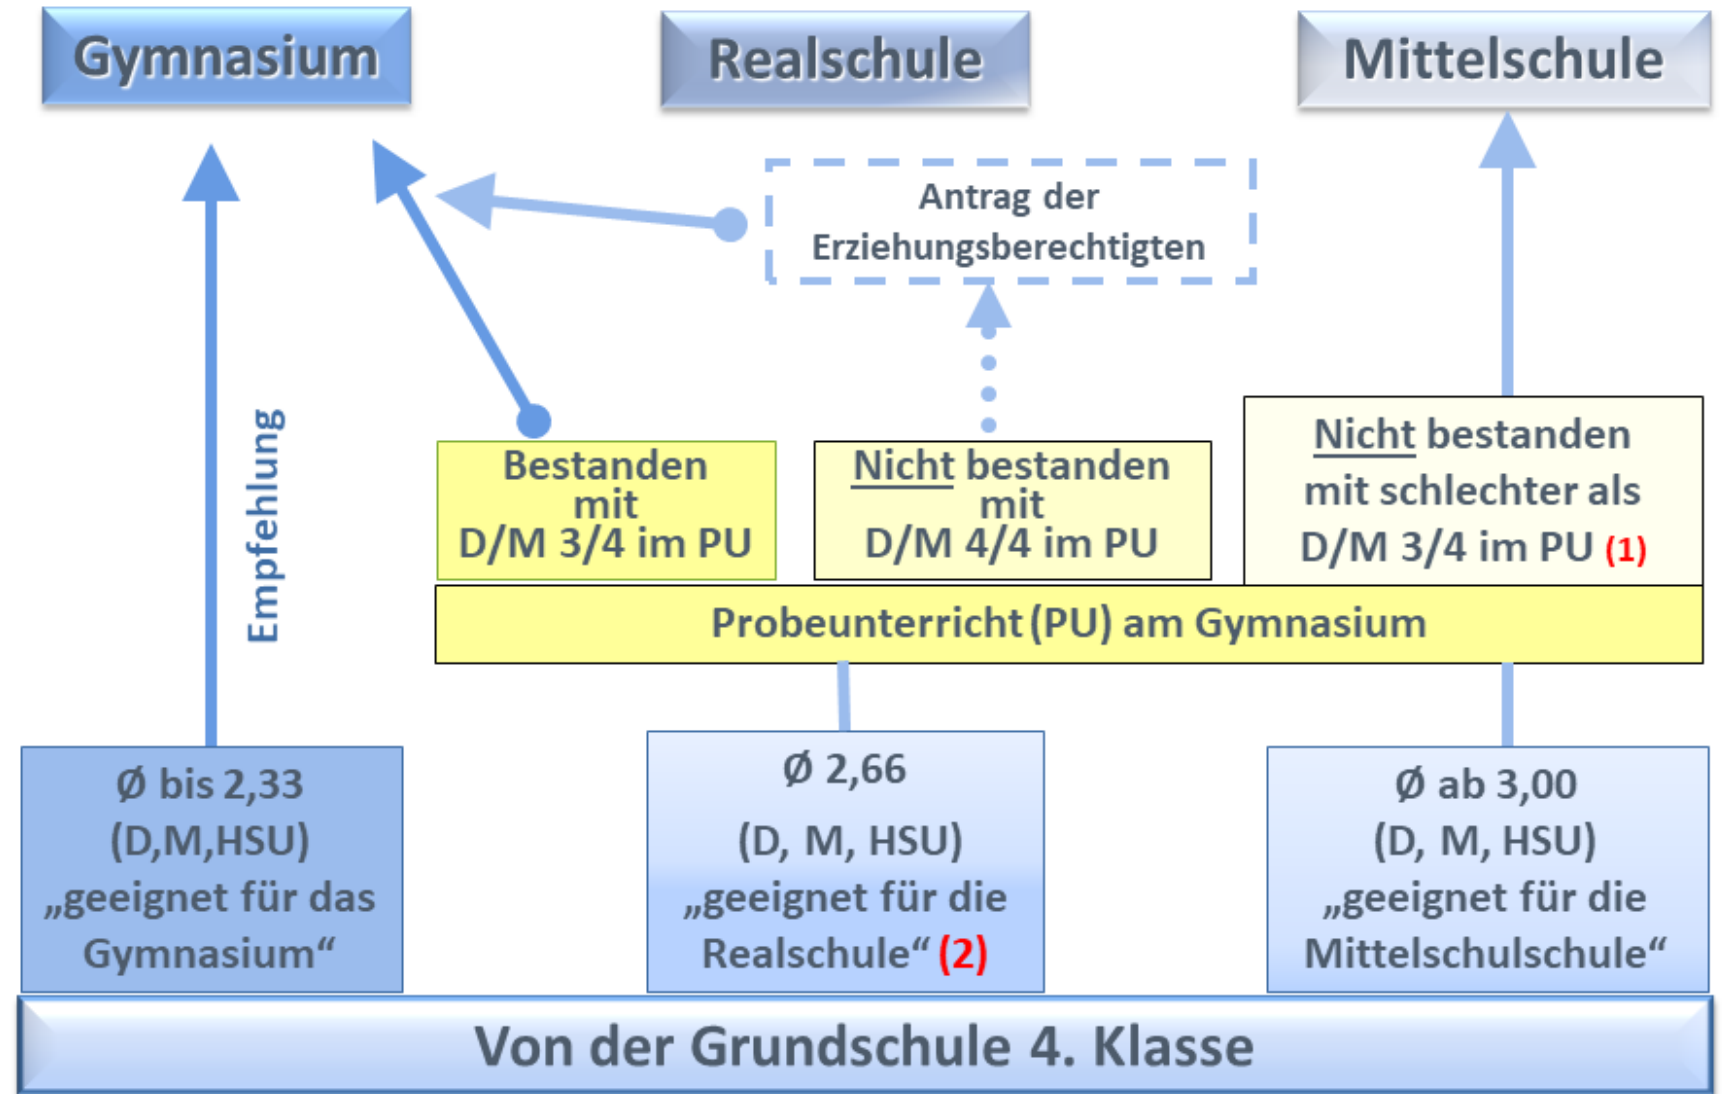 Gymnasium
Realschule
Mittelschule
Antrag der
Erziehungsberechtigten
Empfehlung
Bestanden
mit
D/M 3/4 im PU
Nicht bestanden
mit
D/M 4/4 im PU
Nicht bestanden
mit schlechter als
D/M 3/4 im PU (1)
Probeunterricht (PU) am Gymnasium
Ø bis 2,33
(D,M,HSU)
„geeignet für das
Gymnasium“
Ø 2,66
(D, M, HSU)
„geeignet für die
Realschule“ (2)
Ø ab 3,00
(D, M, HSU)
„geeignet für die
Mittelschulschule“
Von der Grundschule 4. Klasse